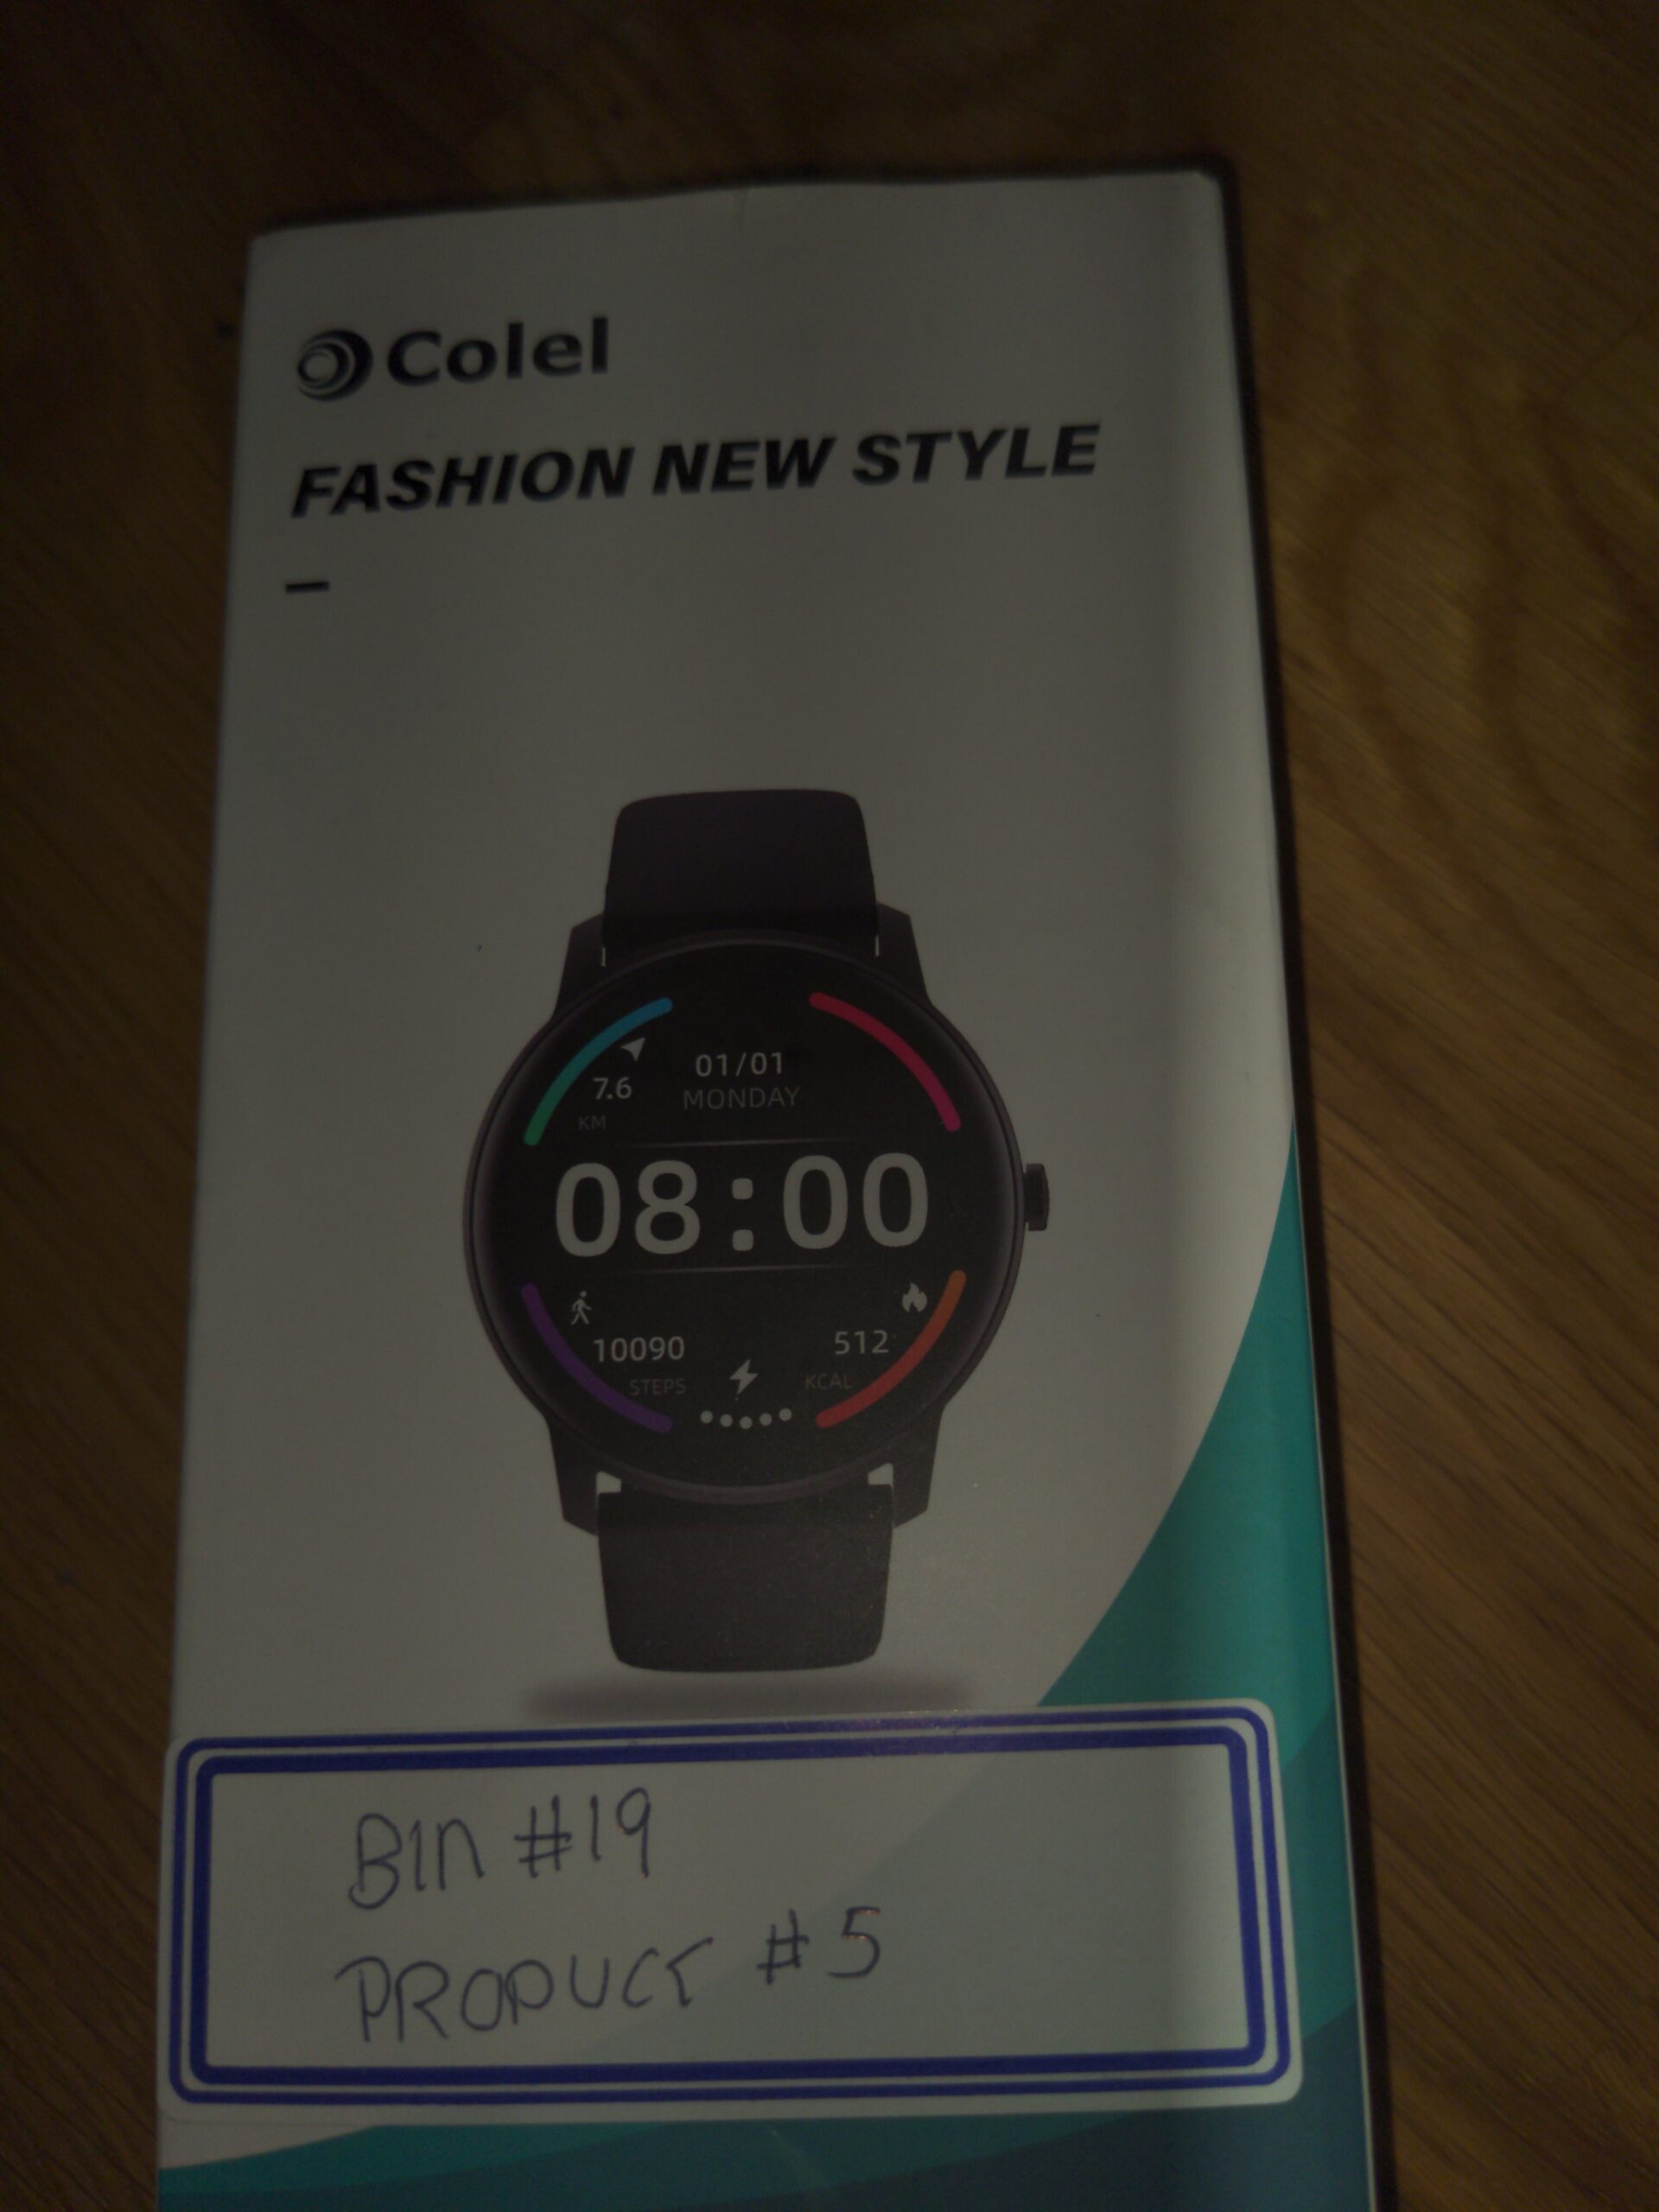 Colel
FASHION NEW STYLE
01/01
MONDAY
7.6
KM
08:00
10090
STEPS
512
KCAL
BIN #19
PRODUCT #5